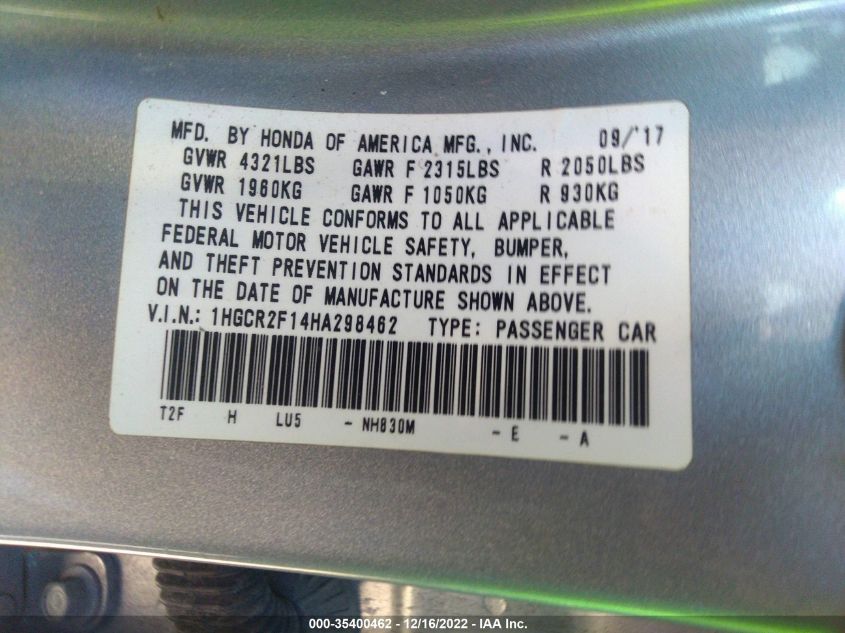 MFD. BY HONDA OF AMERICA MFG., INC. 09/'17
GVWR 4321LBS GAWR F 2315LBS R 2050LBS
GVWR 1960KG GAWR F 1050KG R 930KG
THIS VEHICLE CONFORMS TO ALL APPLICABLE
FEDERAL MOTOR VEHICLE SAFETY, BUMPER,
AND THEFT PREVENTION STANDARDS IN EFFECT
ON THE DATE OF MANUFACTURE SHOWN ABOVE.
V.I.N.: 1HGCR2F14HA298462 TYPE: PASSENGER CAR
T2F H LU5 - NH830M - E - A
000-35400462 - 12/16/2022 - IAA Inc.